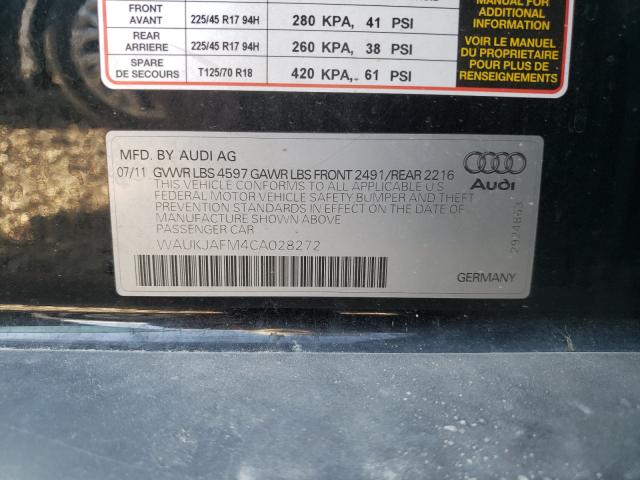 FRONT
AVANT 225/45 R17 94H 280 KPA, 41 PSI
REAR
ARRIERE 225/45 R17 94H 260 KPA, 38 PSI
SPARE
DE SECOURS T125/70 R18 420 KPA, 61 PSI
MANUAL FOR
ADDITIONAL
INFORMATION
VOIR LE MANUEL
DU PROPRIETAIRE
POUR PLUS DE
RENSEIGNEMENTS
MFD. BY AUDI AG
07/11 GVWR LBS 4597 GAWR LBS FRONT 2491/REAR 2216
THIS VEHICLE CONFORMS TO ALL APPLICABLE U.S
FEDERAL MOTOR VEHICLE SAFETY BUMPER AND THEFT
PREVENTION STANDARDS IN EFFECT ON THE DATE OF
MANUFACTURE SHOWN ABOVE
PASSENGER CAR
WAUKJAFM4CA028272
Audi
2924863
GERMANY